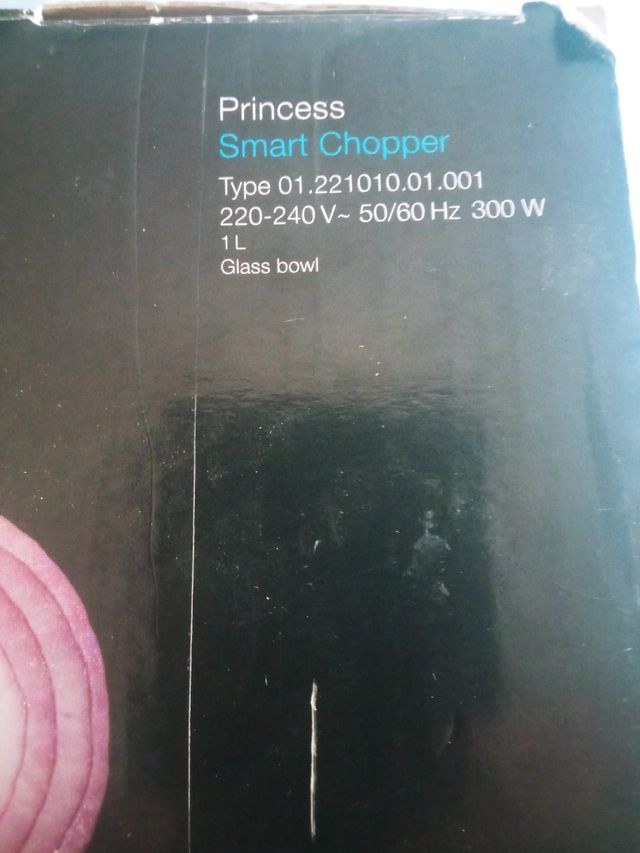 Princess
Smart Chopper
Type 01.221010.01.001
220-240 V~ 50/60 Hz 300 W
1 L
Glass bowl